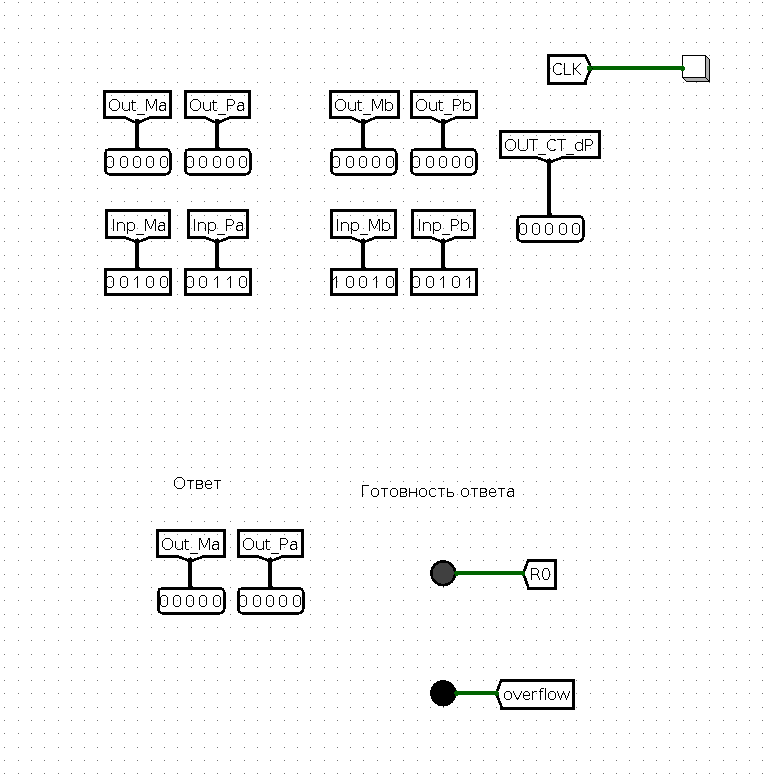 CLK
Out_Ma Out_Pa Out_Mb Out_Pb
OUT_CT_dP
00000 00000 00000 00000
Inp_Ma Inp_Pa Inp_Mb Inp_Pb
00000
00100 00110 10010 00101
Ответ
Готовность ответа
Out_Ma Out_Pa
R0
00000 00000
overflow